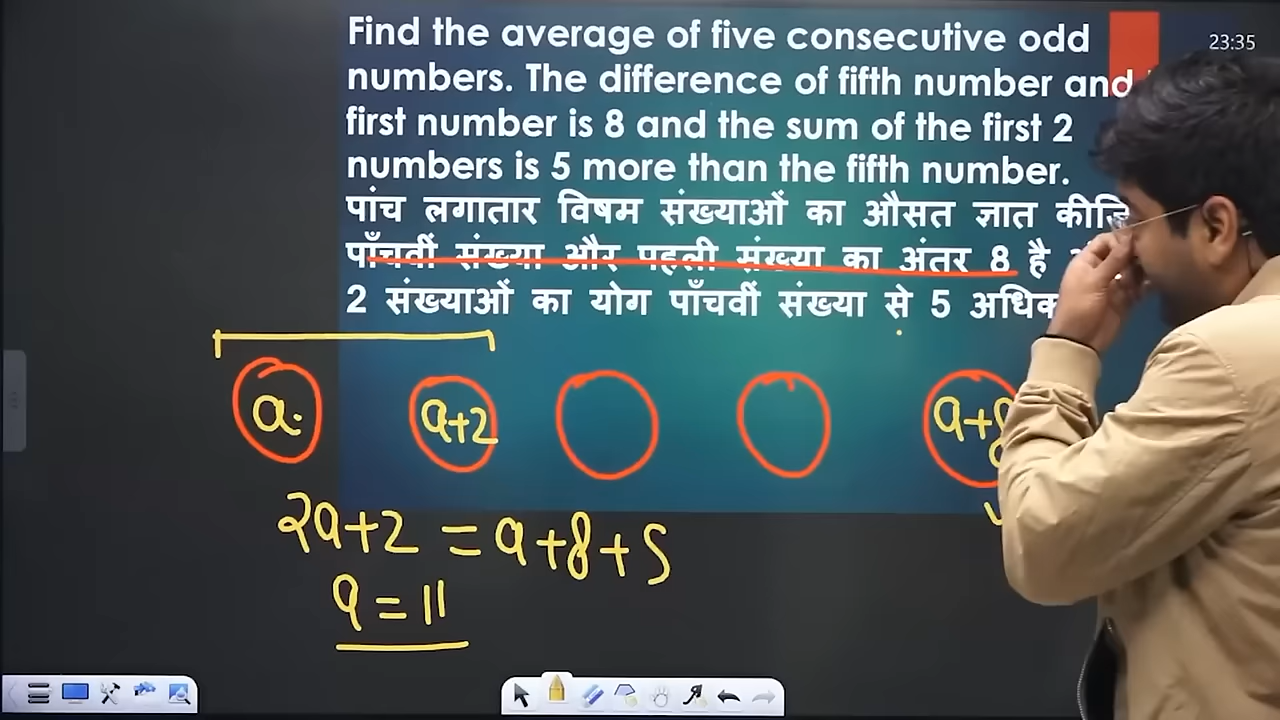 Find the average of five consecutive odd
numbers. The difference of fifth number and
first number is 8 and the sum of the first 2
numbers is 5 more than the fifth number.
पांच लगातार विषम संख्याओं का औसत ज्ञात
पाँचवीं संख्या और पहली संख्या का अंतर 8 है
2 संख्याओं का योग पाँचवीं संख्या से 5 अधिक
23:35
a a+2 a+8
2a+2 = a+8+5
a = 11